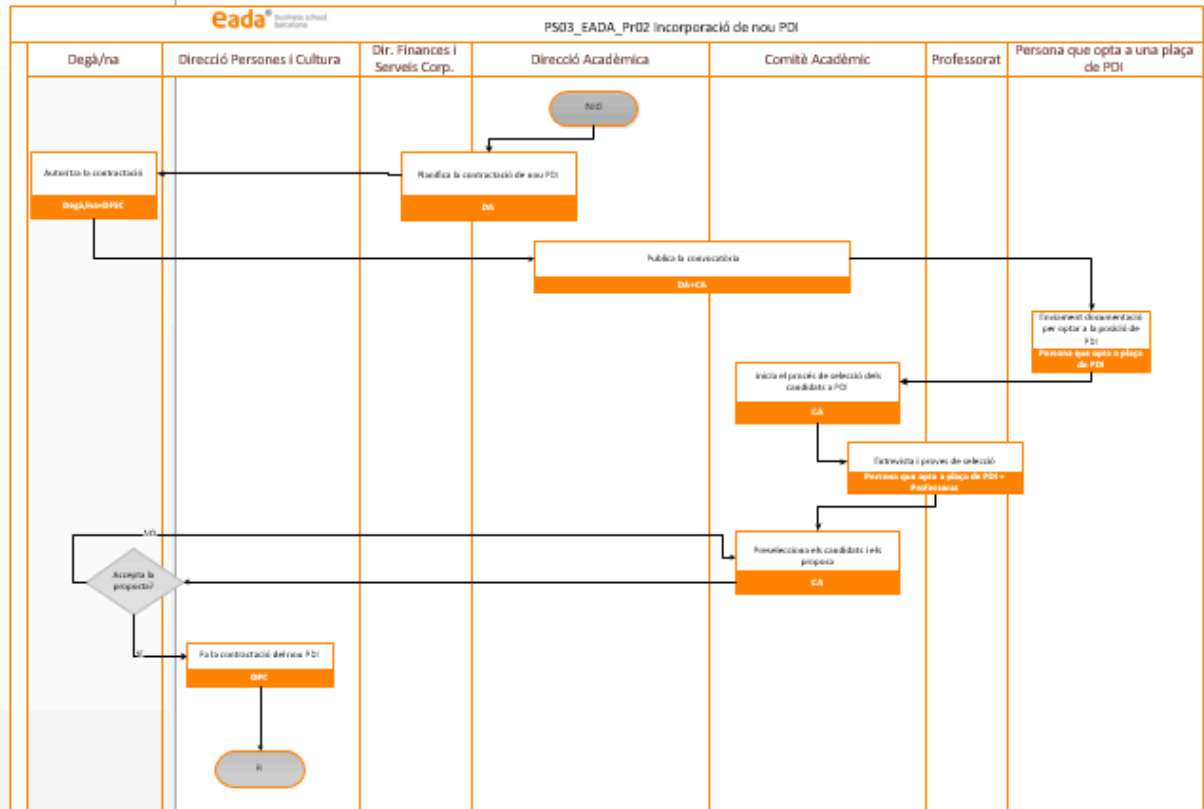 eada business school
barcelona
PS03_EADA_Pr02 Incorporació de nou PDI
Degà/na
Direcció Persones i Cultura
Dir. Finances i
Serveis Corp.
Direcció Acadèmica
Comitè Acadèmic
Professorat
Persona que opta a una plaça
de PDI
INICI
Autoritza la contractació
Degà/na+DFSC
Planifica la contractació de nou PDI
DA
Publica la convocatòria
DA+CA
Enviament documentació
per optar a la posició de
PDI
Persona que opta a plaça
de PDI
Inicia el procés de selecció dels
candidats a PDI
CA
Entrevista i proves de selecció
Persona que opta a plaça de PDI +
Professorat
NO
Preselecciona els candidats i els
proposa
CA
Accepta la
proposta?
SÍ
Fa la contractació del nou PDI
DPC
FI